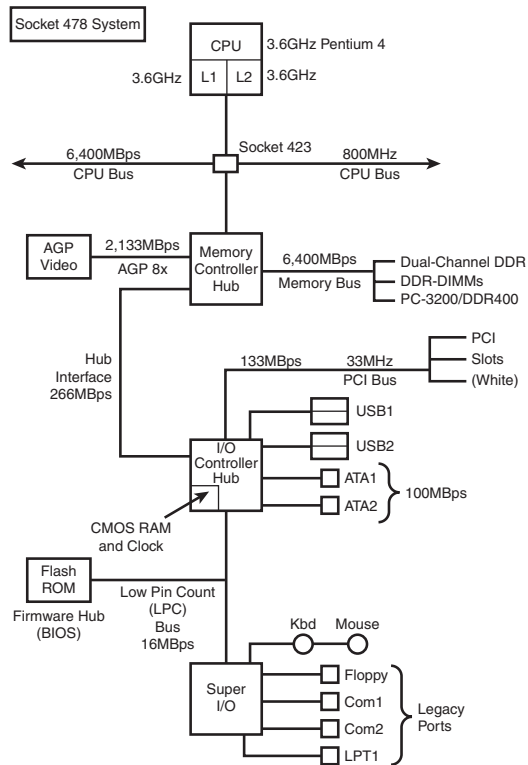 Socket 478 System
CPU
3.6GHz Pentium 4
3.6GHz
L1
L2
3.6GHz
Socket 423
6,400MBps
CPU Bus
800MHz
CPU Bus
AGP
Video
2,133MBps
AGP 8x
Memory
Controller
Hub
6,400MBps
Memory Bus
Dual-Channel DDR
DDR-DIMMs
PC-3200/DDR400
Hub
Interface
266MBps
133MBps
33MHz
PCI Bus
PCI
Slots
(White)
USB1
USB2
I/O
Controller
Hub
ATA1
ATA2
100MBps
CMOS RAM
and Clock
Flash
ROM
Firmware Hub
(BIOS)
Low Pin Count
(LPC)
Bus
16MBps
Kbd
Mouse
Super
I/O
Floppy
Com1
Com2
LPT1
Legacy
Ports